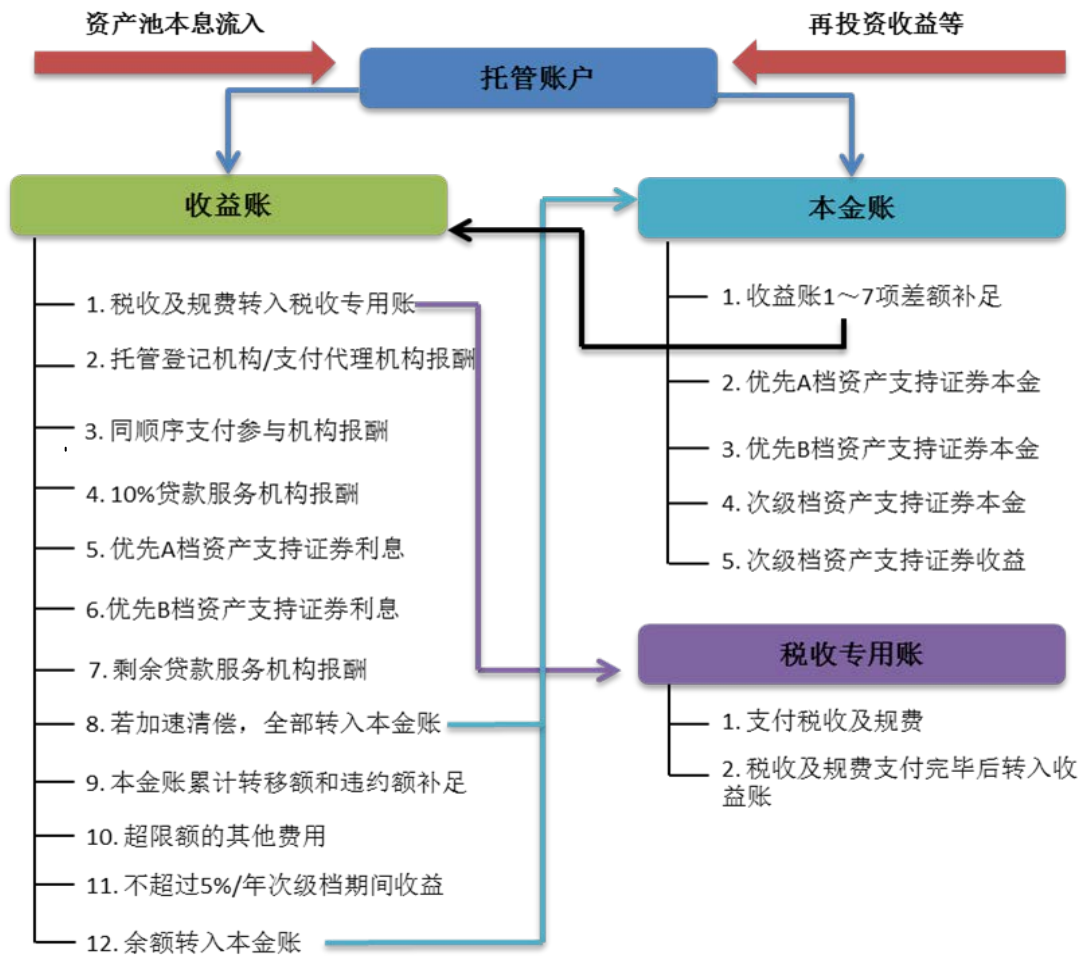 资产池本息流入
再投资收益等
托管账户
收益账
1. 税收及规费转入税收专用账
2. 托管登记机构/支付代理机构报酬
3. 同顺序支付参与机构报酬
4. 10%贷款服务机构报酬
5. 优先A档资产支持证券利息
6.优先B档资产支持证券利息
7. 剩余贷款服务机构报酬
8. 若加速清偿，全部转入本金账
9. 本金账累计转移额和违约额补足
10. 超限额的其他费用
11. 不超过5%/年次级档期间收益
12. 余额转入本金账
本金账
1. 收益账1～7项差额补足
2. 优先A档资产支持证券本金
3. 优先B档资产支持证券本金
4. 次级档资产支持证券本金
5. 次级档资产支持证券收益
税收专用账
1. 支付税收及规费
2. 税收及规费支付完毕后转入收
益账